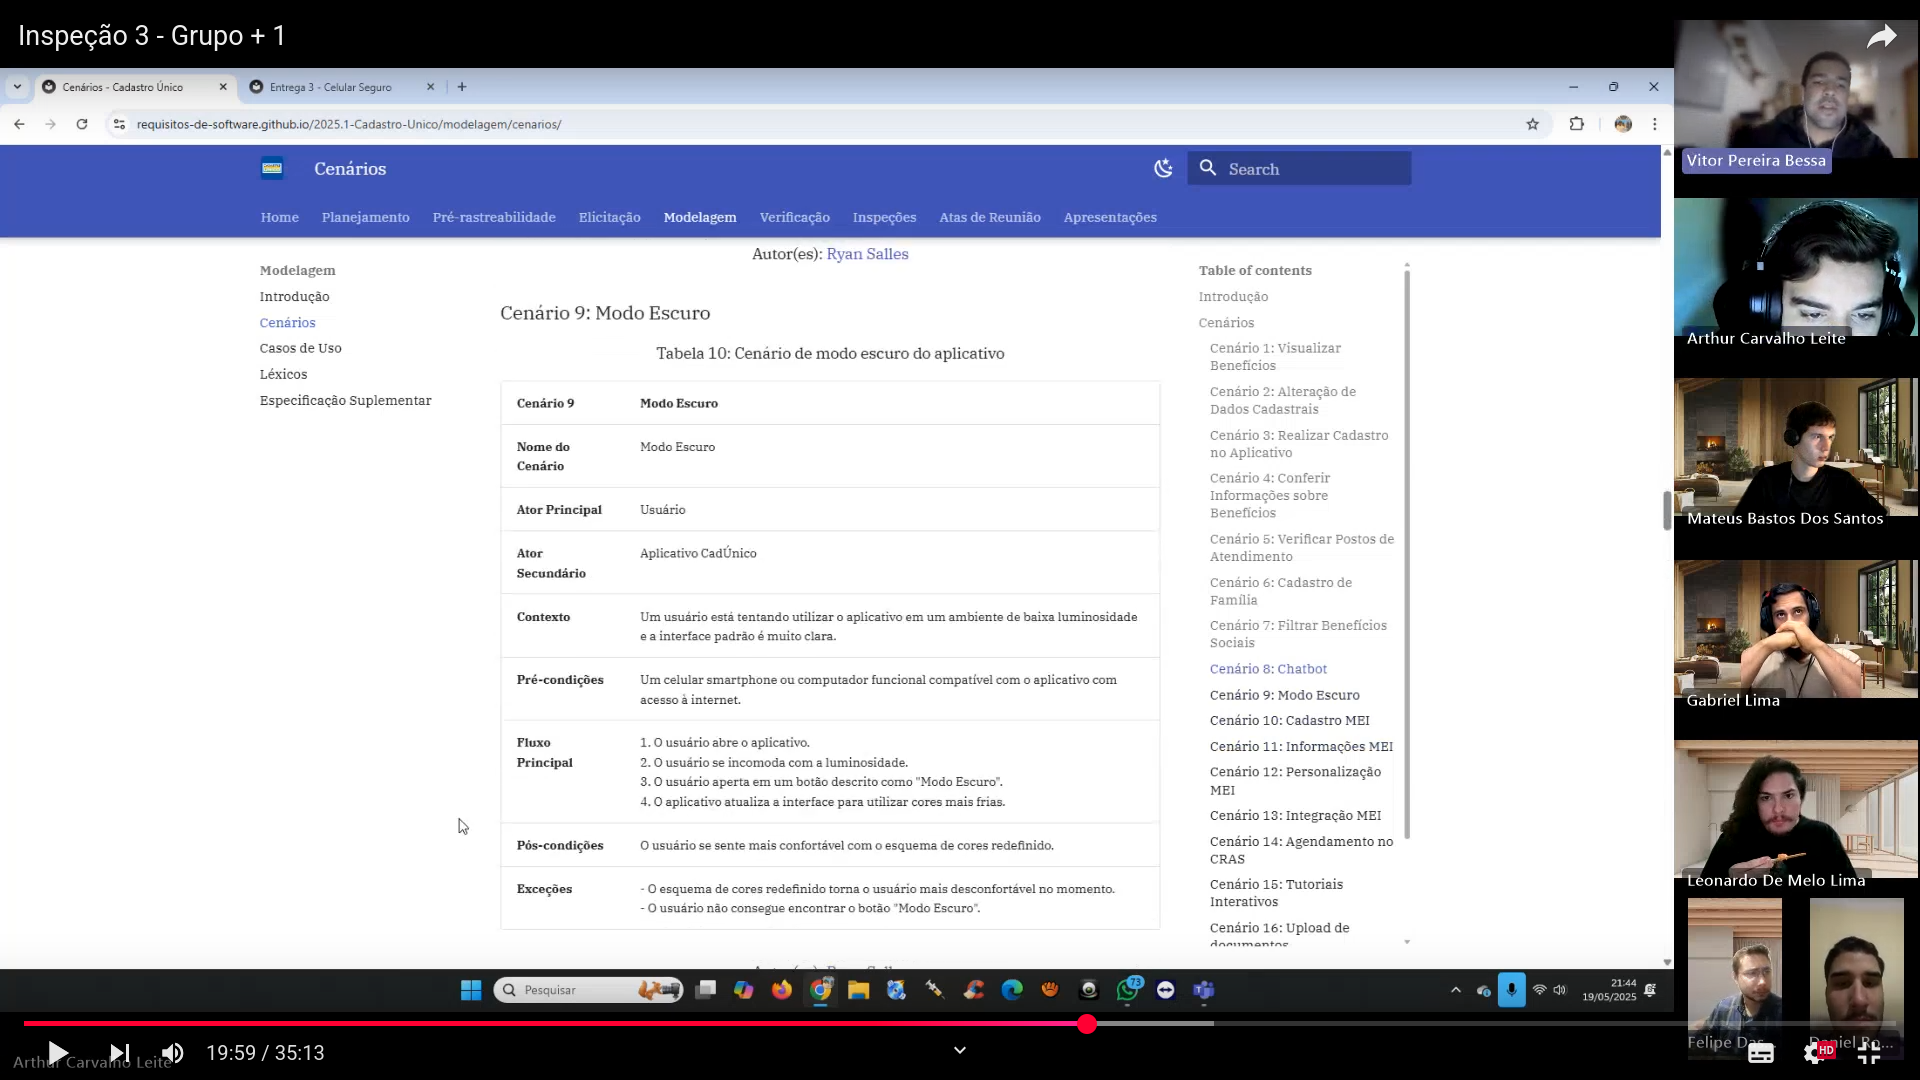 Inspeção 3 - Grupo + 1
Cenários - Cadastro Único
Entrega 3 - Celular Seguro
requisitos-de-software.github.io/2025.1-Cadastro-Unico/modelagem/cenarios/
Cenários
Search
Home Planejamento Pré-rastreabilidade Elicitação Modelagem Verificação Inspeções Atas de Reunião Apresentações
Modelagem
Introdução
Cenários
Casos de Uso
Léxicos
Especificação Suplementar
Autor(es): Ryan Salles
Cenário 9: Modo Escuro
Tabela 10: Cenário de modo escuro do aplicativo
Cenário 9 Modo Escuro
Nome do Cenário Modo Escuro
Ator Principal Usuário
Ator Secundário Aplicativo CadÚnico
Contexto Um usuário está tentando utilizar o aplicativo em um ambiente de baixa luminosidade
e a interface padrão é muito clara.
Pré-condições Um celular smartphone ou computador funcional compatível com o aplicativo com
acesso à internet.
Fluxo Principal
1. O usuário abre o aplicativo.
2. O usuário se incomoda com a luminosidade.
3. O usuário aperta em um botão descrito como "Modo Escuro".
4. O aplicativo atualiza a interface para utilizar cores mais frias.
Pós-condições O usuário se sente mais confortável com o esquema de cores redefinido.
Exceções - O esquema de cores redefinido torna o usuário mais desconfortável no momento.
- O usuário não consegue encontrar o botão "Modo Escuro".
Table of contents
Introdução
Cenários
Cenário 1: Visualizar
Benefícios
Cenário 2: Alteração de
Dados Cadastrais
Cenário 3: Realizar Cadastro
no Aplicativo
Cenário 4: Conferir
Informações sobre
Benefícios
Cenário 5: Verificar Postos de
Atendimento
Cenário 6: Cadastro de
Família
Cenário 7: Filtrar Benefícios
Sociais
Cenário 8: Chatbot
Cenário 9: Modo Escuro
Cenário 10: Cadastro MEI
Cenário 11: Informações MEI
Cenário 12: Personalização
MEI
Cenário 13: Integração MEI
Cenário 14: Agendamento no
CRAS
Cenário 15: Tutoriais
Interativos
Cenário 16: Upload de
documentos
Vitor Pereira Bessa
Arthur Carvalho Leite
Mateus Bastos Dos Santos
Gabriel Lima
Leonardo De Melo Lima
Felipe Das...
Daniel Ro...
Pesquisar
73
21:44
19/05/2025
19:59 / 35:13
HD
Arthur Carvalho Leite